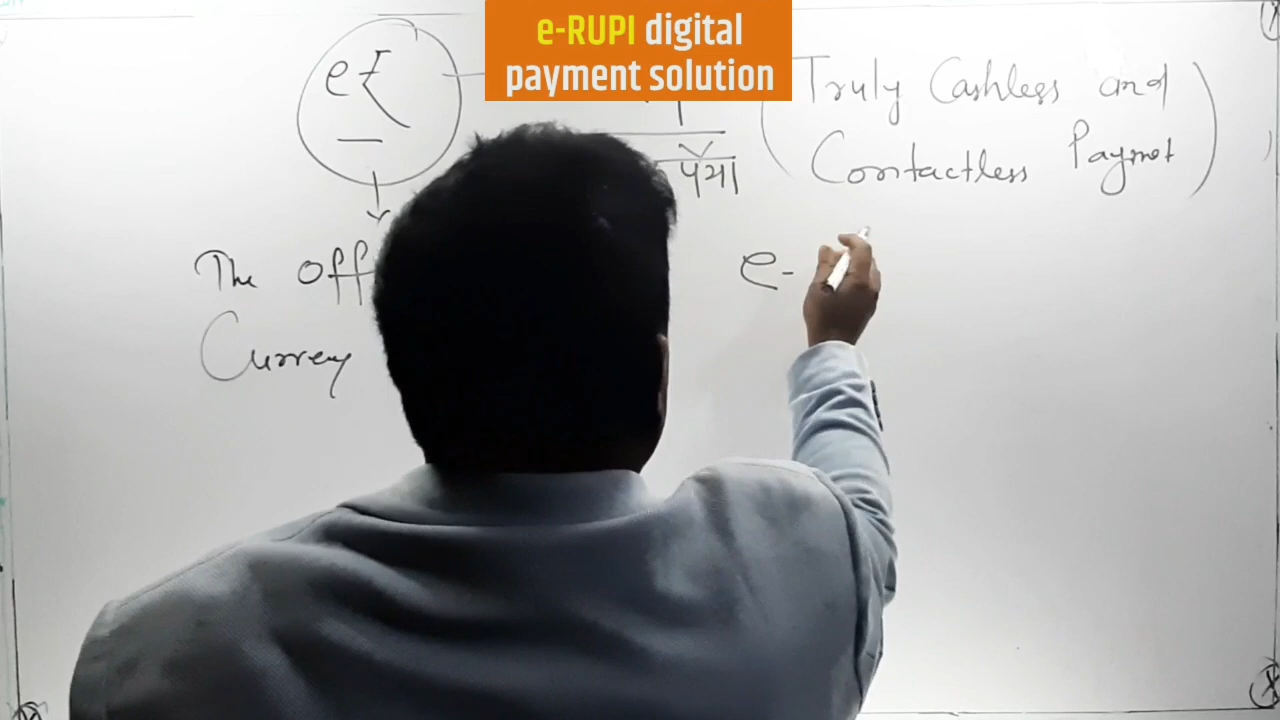 e-RUPI digital
payment solution
e₹
Truly Cashless and
Contactless Paymet
The Off
Currey
e-